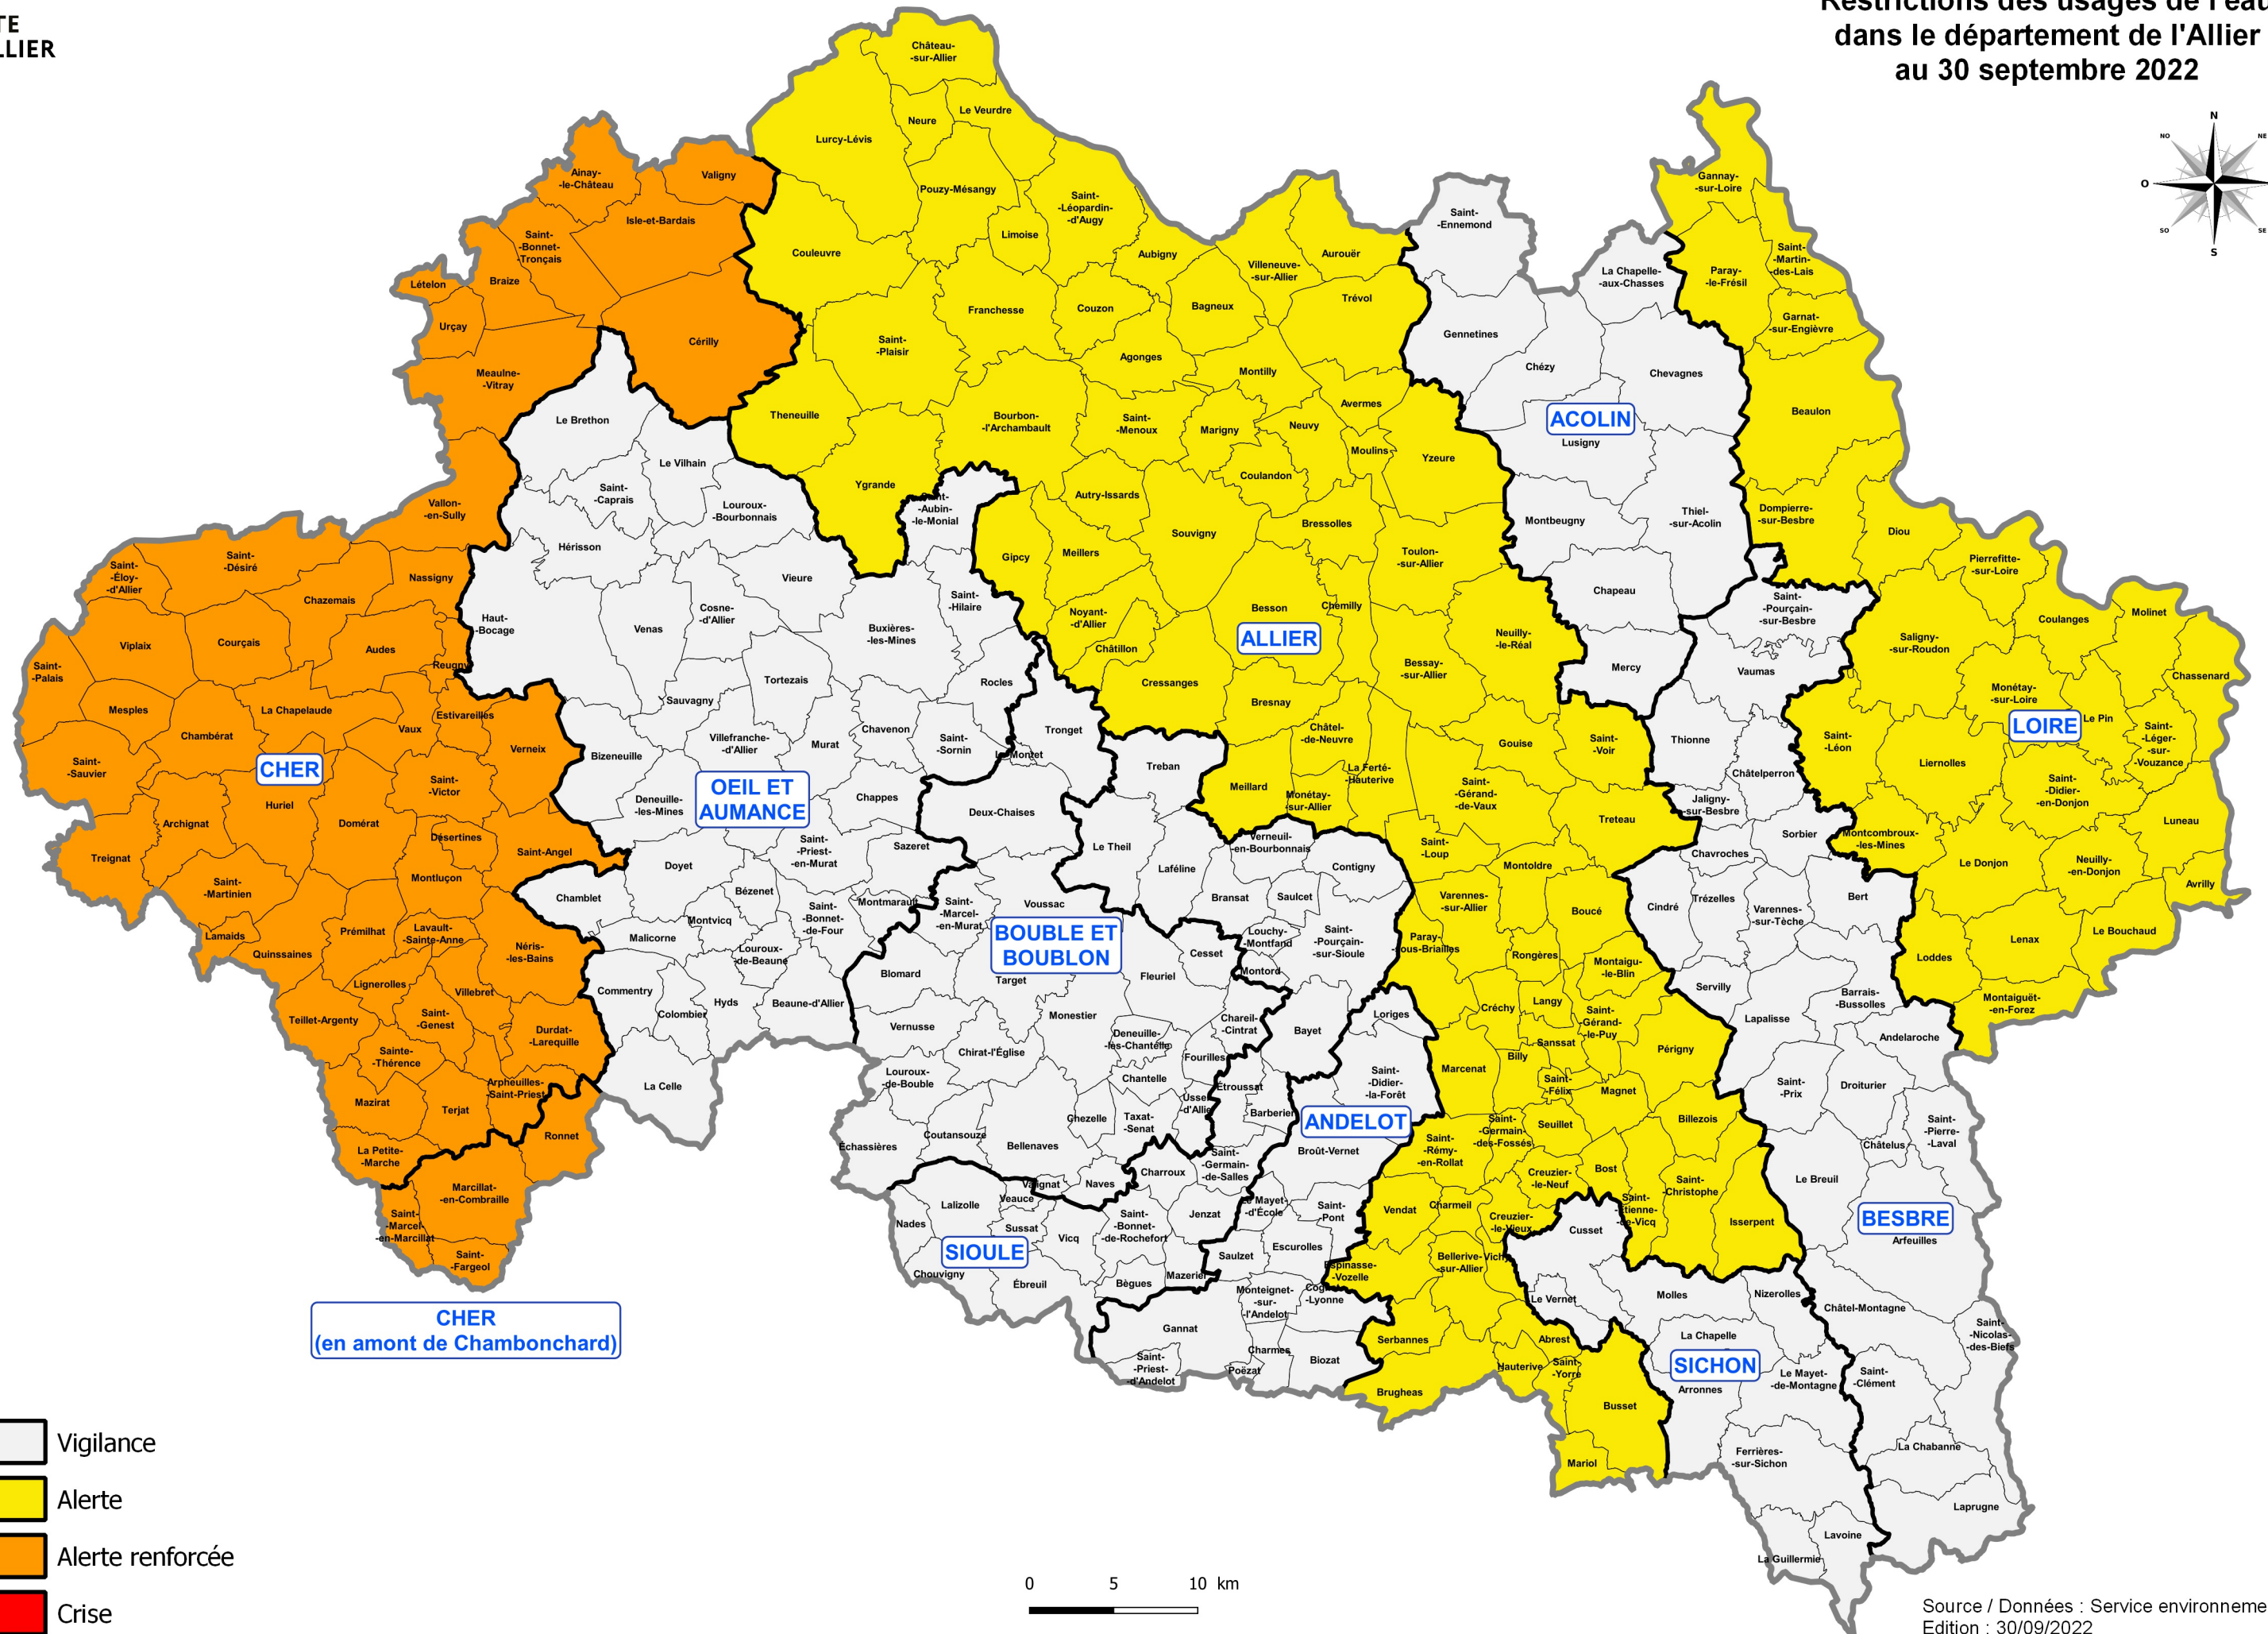 TE
LLIER
Restrictions des usages de l'eau
dans le département de l'Allier
au 30 septembre 2022
N
NO
NE
O
SO
SE
S
Château-
-sur-Allier
Le Veurdre
Neure
Lurcy-Lévis
Pouzy-Mésangy
Saint-
-Léopardin-
-d'Augy
Limoise
Couleuvre
Aubigny
Villeneuve-
-sur-Allier
Aurouër
Trévol
Bagneux
Couzon
Franchesse
Saint-
-Plaisir
Agonges
Montilly
Avermes
Neuvy
Marigny
Saint-
-Menoux
Bourbon-
-l'Archambault
Theneuille
Ygrande
Moulins
Yzeure
Coulandon
Autry-Issards
Souvigny
Bressolles
Toulon-
-sur-Allier
Gipcy
Meillers
Noyant-
-d'Allier
Châtillon
Besson
Chemilly
ALLIER
Neuilly-
-le-Réal
Bessay-
-sur-Allier
Cressanges
Bresnay
Châtel-
-de-Neuvre
Meillard
Monétay-
-sur-Allier
La Ferté-
-Hauterive
Gouise
Saint-
-Voir
Saint-
-Gérand-
-de-Vaux
Treteau
Saint-
-Loup
Montoldre
Varennes-
-sur-Allier
Boucé
Paray-
-sous-Briailles
Rongères
Montaigu-
-le-Blin
Créchy
Langy
Saint-
-Gérand-
-le-Puy
Sanssat
Billy
Périgny
Marcenat
Saint-
-Félix
Magnet
Billezois
Saint-
-Germain-
-des-Fossés
Seuillet
Saint-
-Rémy-
-en-Rollat
Creuzier-
-le-Neuf
Bost
Saint-
-Christophe
Saint-
-Étienne-
-de-Vicq
Isserpent
Vendat
Charmeil
Creuzier-
-le-Vieux
Bellerive-
-sur-Allier
Vichy
Espinasse-
-Vozelle
Serbannes
Abrest
Hauterive
Saint-
-Yorre
Brugheas
Busset
Mariol
Ainay-
-le-Château
Valigny
Isle-et-Bardais
Saint-
-Bonnet-
-Tronçais
Braize
Lételon
Urçay
Cérilly
Meaulne-
-Vitray
Vallon-
-en-Sully
Saint-
-Désiré
Saint-
-Éloy-
-d'Allier
Nassigny
Chazemais
Courçais
Viplaix
Audes
Reugny
Saint-
-Palais
Mesples
La Chapelaude
Estivareilles
Vaux
Chambérat
Verneix
CHER
Saint-
-Sauvier
Saint-
-Victor
Huriel
Archignat
Domérat
Désertines
Saint-Angel
Treignat
Montluçon
Saint-
-Martinien
Lamaids
Quinssaines
Prémilhat
Lavault-
-Sainte-Anne
Néris-
-les-Bains
Lignerolles
Villebret
Teillet-Argenty
Saint-
-Genest
Durdat-
-Larequille
Sainte-
-Thérence
Arpheuilles-
-Saint-Priest
Mazirat
Terjat
Ronnet
La Petite-
-Marche
Marcillat-
-en-Combraille
Saint-
-Marcel-
-en-Marcillat
Saint-
-Fargeol
CHER
(en amont de Chambonchard)
Le Brethon
Le Vilhain
Saint-
-Caprais
Louroux-
-Bourbonnais
-Aubin-
-le-Monial
Hérisson
Vieure
Haut-
-Bocage
Venas
Cosne-
-d'Allier
Saint-
-Hilaire
Buxières-
-les-Mines
Rocles
Tortezais
Sauvagny
Chavenon
Saint-
-Sornin
Villefranche-
-d'Allier
Murat
Bizeneuille
OEIL ET
AUMANCE
Deneuille-
-les-Mines
Chappes
Saint-
-Priest-
-en-Murat
Sazeret
Doyet
Bézenet
Chamblet
Montvicq
Saint-
-Bonnet-
-de-Four
Montmarault
Malicorne
Louroux-
-de-Beaune
Commentry
Hyds
Beaune-d'Allier
Colombier
La Celle
Tronget
Le Montet
Treban
Deux-Chaises
Le Theil
Laféline
Verneuil-
-en-Bourbonnais
Contigny
Bransat
Saulcet
Louchy-
-Montfand
Saint-
-Pourçain-
-sur-Sioule
Cesset
Montord
Saint-
-Marcel-
-en-Murat
Voussac
BOUBLE ET
BOUBLON
Blomard
Target
Fleuriel
Vernusse
Monestier
Chareil-
-Cintrat
Bayet
Loriges
Deneuille-
-lès-Chantelle
Chirat-l'Église
Fourilles
Louroux-
-de-Bouble
Chantelle
Étroussat
Saint-
-Didier-
-la-Forêt
Ussel-
-d'Allier
Barberier
ANDELOT
Chezelle
Taxat-
-Senat
Coutansouze
Bellenaves
Échassières
Broût-Vernet
Saint-
-Germain-
-de-Salles
Charroux
Naves
Valignat
Veauce
Lalizolle
Nades
Sussat
SIOULE
Vicq
Saint-
-Bonnet-
-de-Rochefort
Jenzat
Le Mayet-
-d'École
Saint-
-Pont
Saulzet
Escurolles
Chouvigny
Ébreuil
Bègues
Mazerier
Monteignet-
-sur-
-l'Andelot
-Lyonne
Gannat
Charmes
Biozat
Poëzat
Saint-
-Priest-
-d'Andelot
Saint-
-Ennemond
La Chapelle-
-aux-Chasses
Gennetines
Chézy
Chevagnes
ACOLIN
Lusigny
Montbeugny
Thiel-
-sur-Acolin
Chapeau
Mercy
Gannay-
-sur-Loire
Saint-
-Martin-
-des-Lais
Paray-
-le-Frésil
Garnat-
-sur-Engièvre
Beaulon
Dompierre-
-sur-Besbre
Diou
Pierrefitte-
-sur-Loire
Coulanges
Molinet
Saligny-
-sur-Roudon
Chassenard
Monétay-
-sur-Loire
LOIRE
Le Pin
Saint-
-Léger-
-sur-
-Vouzance
Saint-
-Léon
Liernolles
Saint-
-Didier-
-en-Donjon
Luneau
Montcombroux-
-les-Mines
Le Donjon
Neuilly-
-en-Donjon
Avrilly
Le Bouchaud
Lenax
Loddes
Montaiguët-
-en-Forez
Saint-
-Pourçain-
-sur-Besbre
Vaumas
Thionne
Châtelperron
Jaligny-
-sur-Besbre
Sorbier
Chavroches
Cindré
Trézelles
Varennes-
-sur-Tèche
Bert
Servilly
Barrais-
-Bussolles
Lapalisse
Andelaroche
Saint-
-Prix
Droiturier
Saint-
-Pierre-
-Laval
Châtelus
Le Breuil
BESBRE
Arfeuilles
Châtel-Montagne
Saint-
-Nicolas-
-des-Biefs
Saint-
-Clément
La Chabanne
Laprugne
Cusset
Le Vernet
Molles
Nizerolles
La Chapelle
SICHON
Arronnes
Le Mayet-
-de-Montagne
Ferrières-
-sur-Sichon
Lavoine
La Guillermie
Vigilance
Alerte
Alerte renforcée
Crise
0 5 10 km
Source / Données : Service environneme
Edition : 30/09/2022